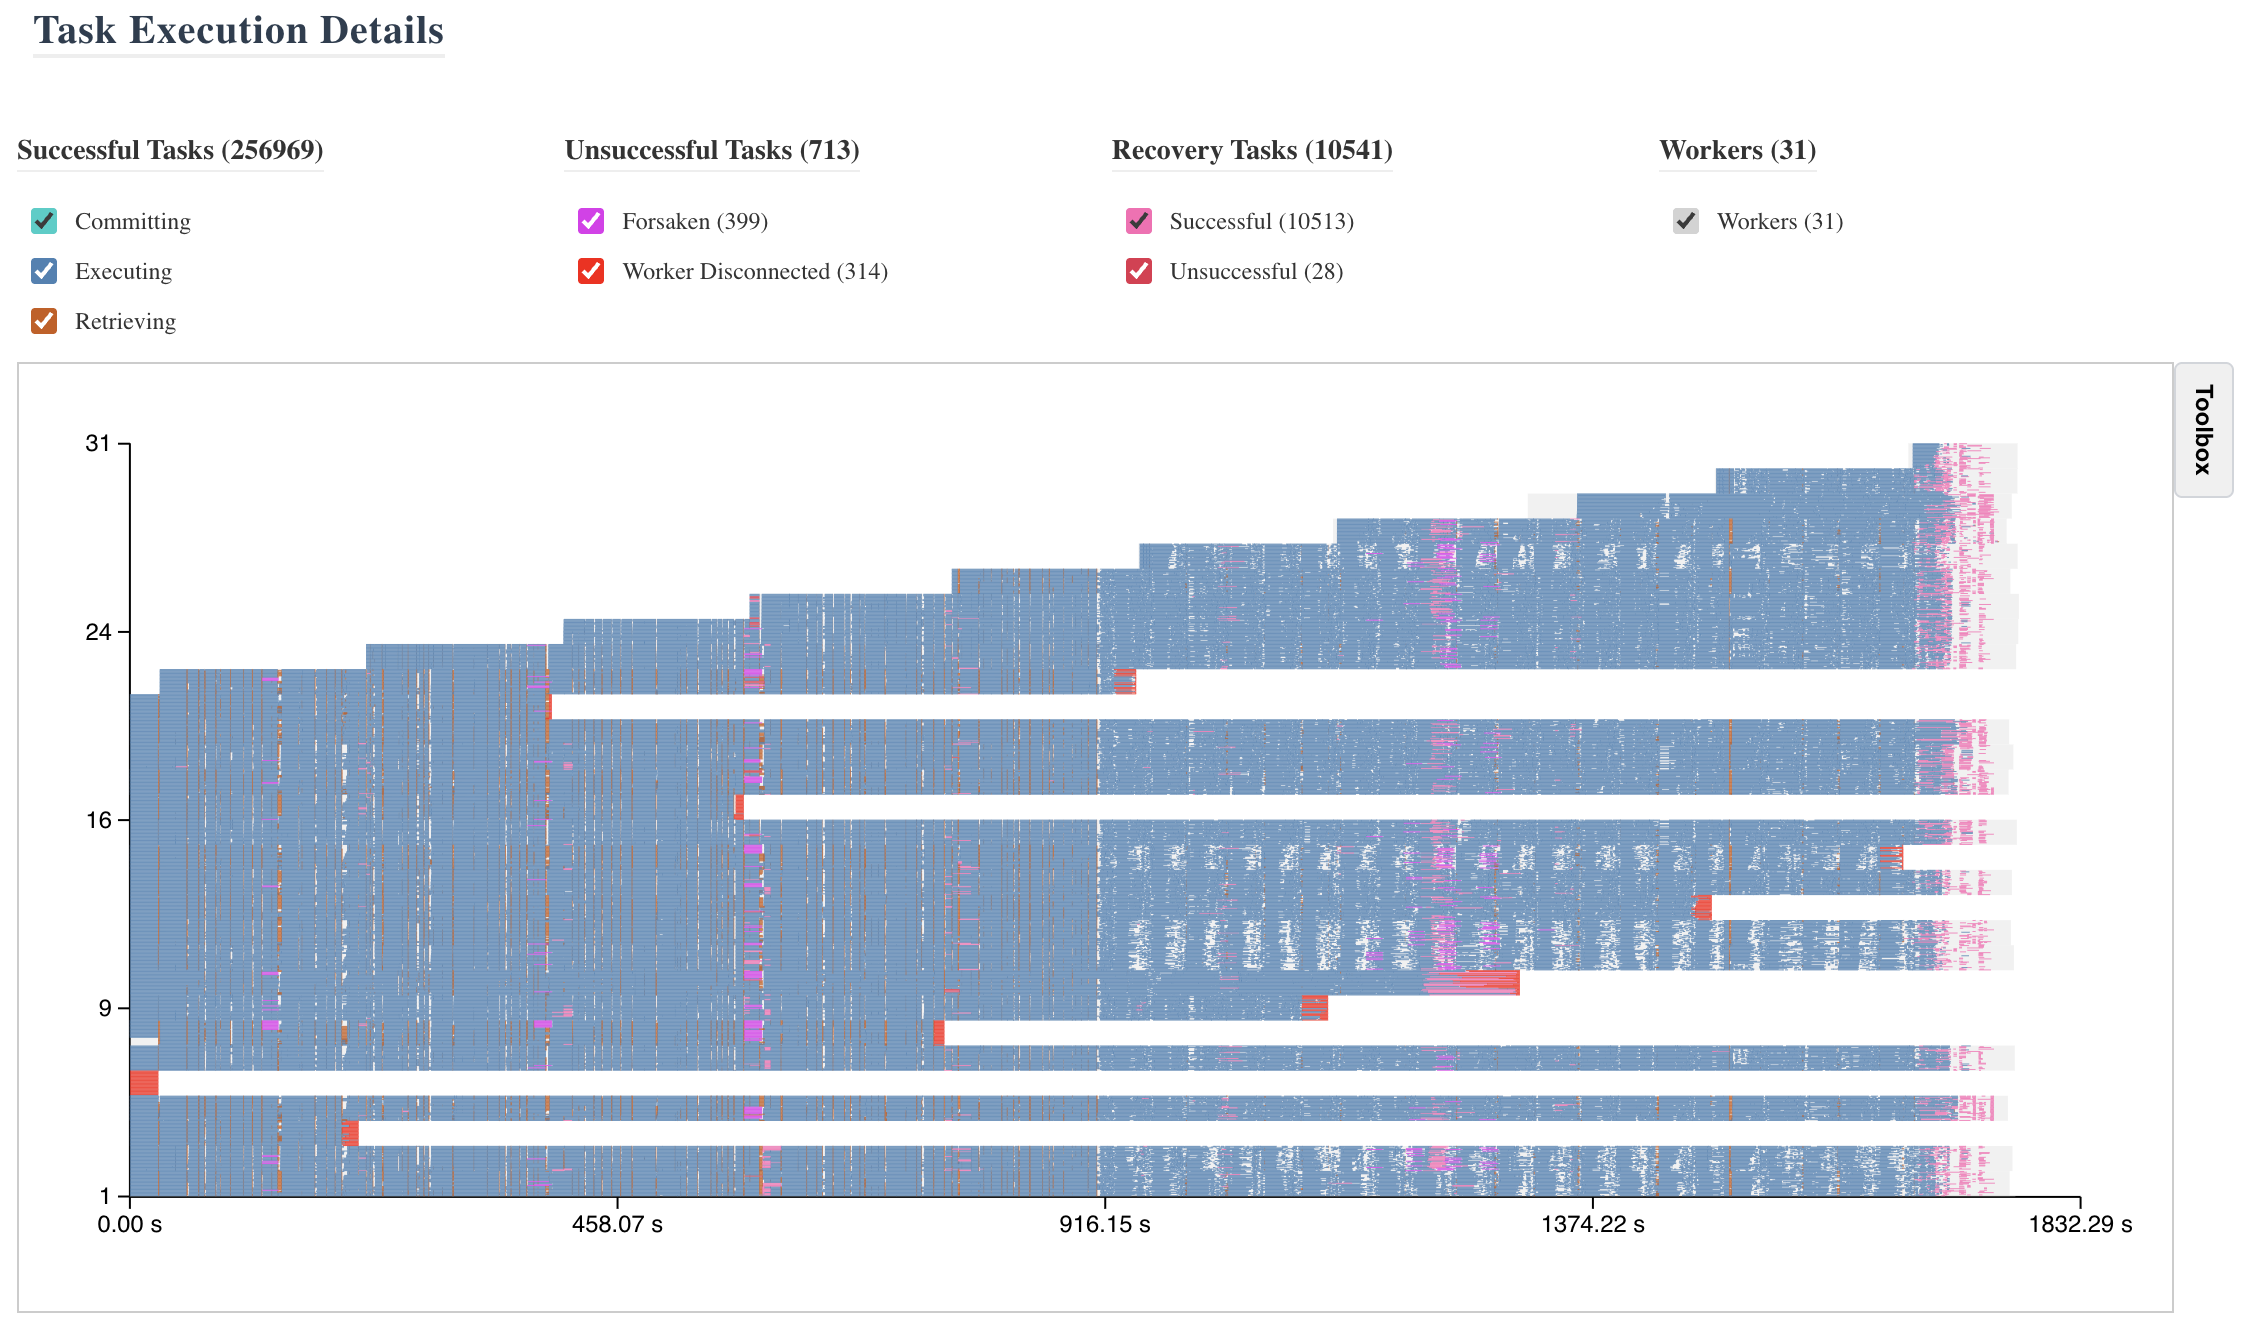 Task Execution Details
Successful Tasks (256969)
Unsuccessful Tasks (713)
Recovery Tasks (10541)
Workers (31)
Committing
Forsaken (399)
Successful (10513)
Workers (31)
Executing
Worker Disconnected (314)
Unsuccessful (28)
Retrieving
Toolbox
31
24
16
9
1
0.00 s
458.07 s
916.15 s
1374.22 s
1832.29 s